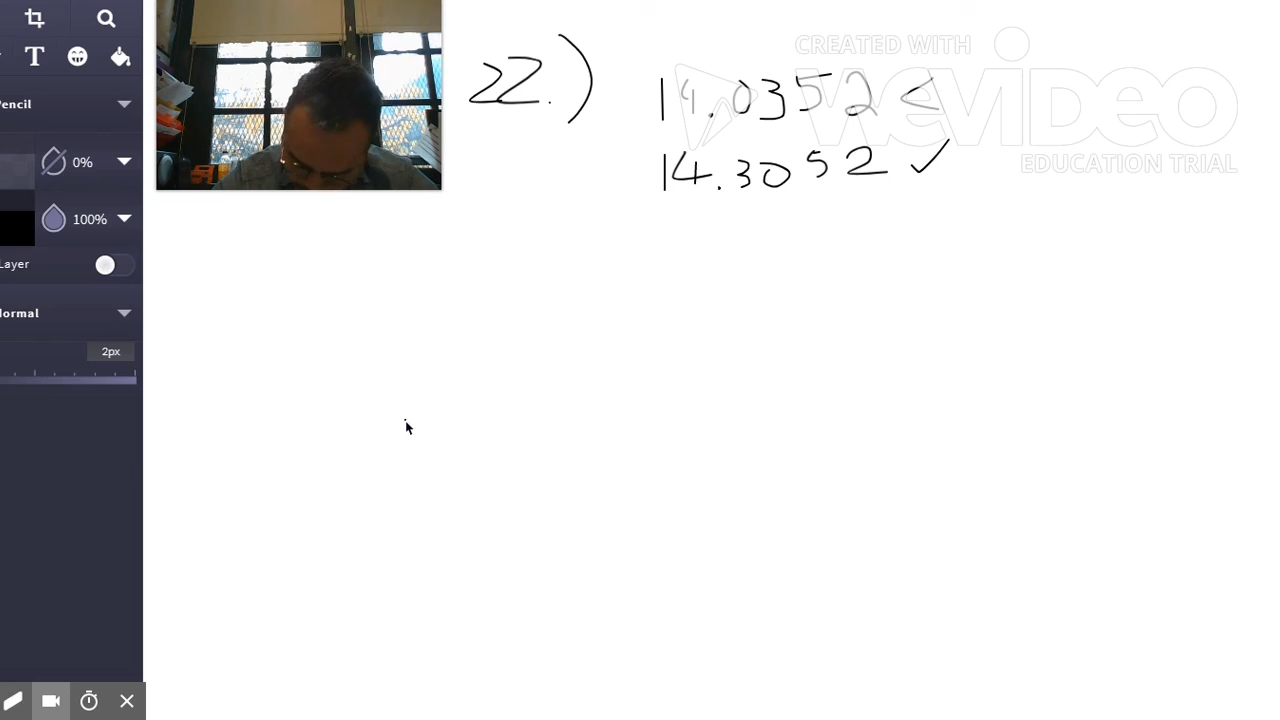 CREATED WITH
WEVIDEO
EDUCATION TRIAL
22.) 14.0352 <
14.3052 ✓
T
Pencil
0%
100%
Layer
Normal
2px